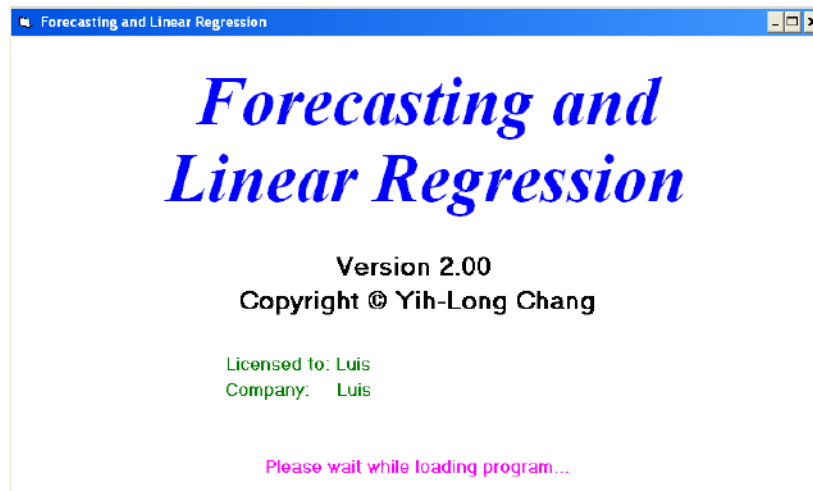 Forecasting and Linear Regression
Forecasting and
Linear Regression
Version 2.00
Copyright © Yih-Long Chang
Licensed to: Luis
Company: Luis
Please wait while loading program...